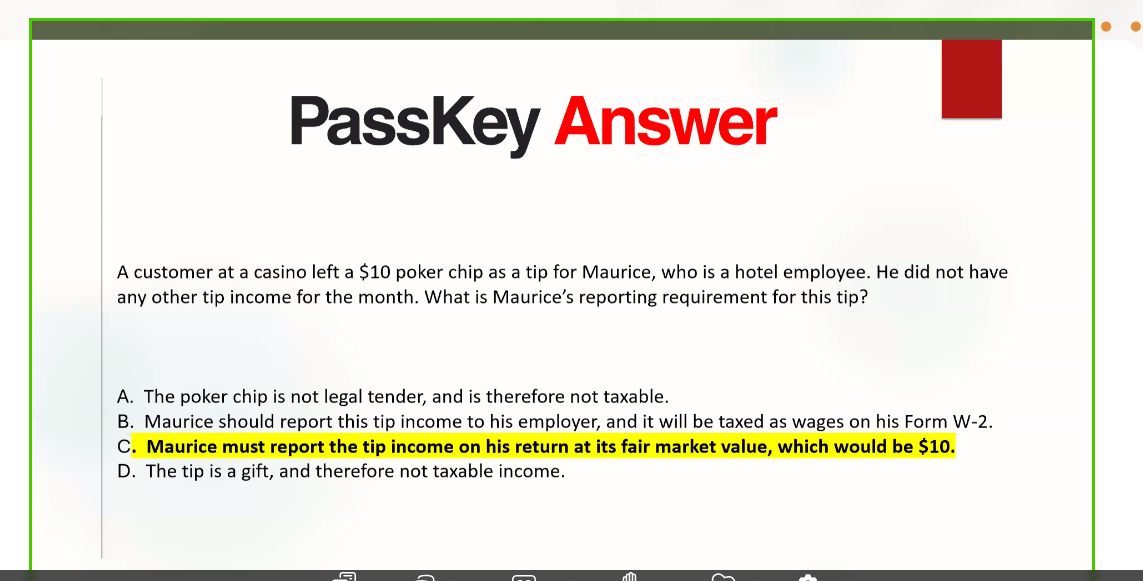 PassKey Answer
A customer at a casino left a $10 poker chip as a tip for Maurice, who is a hotel employee. He did not have
any other tip income for the month. What is Maurice’s reporting requirement for this tip?
A. The poker chip is not legal tender, and is therefore not taxable.
B. Maurice should report this tip income to his employer, and it will be taxed as wages on his Form W-2.
C. Maurice must report the tip income on his return at its fair market value, which would be $10.
D. The tip is a gift, and therefore not taxable income.